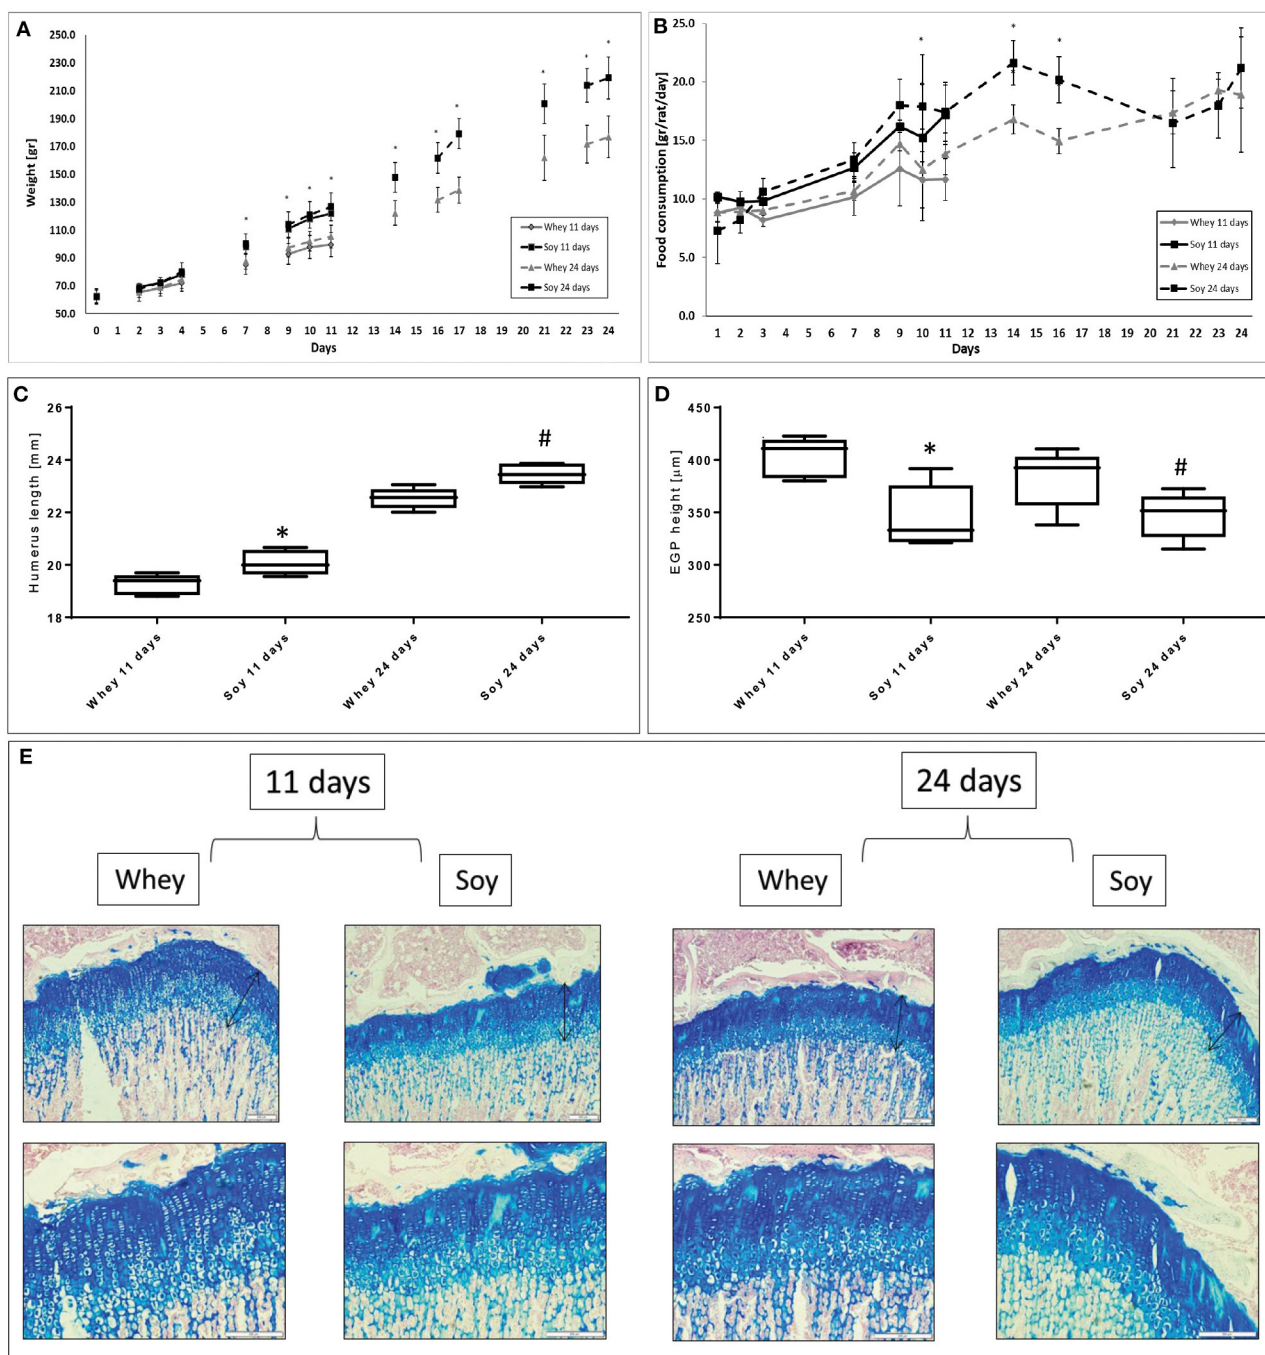 A
Weight [gr]
250.0
230.0
210.0
190.0
170.0
150.0
130.0
110.0
90.0
70.0
50.0
* * * * * * * * * *
Whey 11 days
Soy 11 days
Whey 24 days
Soy 24 days
0 1 2 3 4 5 6 7 8 9 10 11 12 13 14 15 16 17 18 19 20 21 22 23 24
Days
B
Food consumption [gr/rat/day]
25.0
20.0
15.0
10.0
5.0
0.0
* * *
Whey 11 days
Soy 11 days
Whey 24 days
Soy 24 days
1 2 3 4 5 6 7 8 9 10 11 12 13 14 15 16 17 18 19 20 21 22 23 24
Days
C
Humerus length [mm]
26
24
22
20
18
*
#
Whey 11 days
Soy 11 days
Whey 24 days
Soy 24 days
D
EGP height [µm]
450
400
350
300
250
*
#
Whey 11 days
Soy 11 days
Whey 24 days
Soy 24 days
E
11 days
24 days
Whey
Soy
Whey
Soy